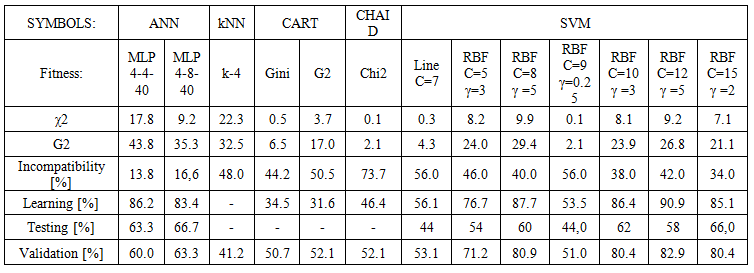 SYMBOLS: ANN kNN CART CHAI D SVM
Fitness: MLP 4-4-40 MLP 4-8-40 k-4 Gini G2 Chi2 Line C=7 RBF C=5 γ=3 RBF C=8 γ =5 RBF C=9 γ=0.2 5 RBF C=10 γ =3 RBF C=12 γ =5 RBF C=15 γ =2
χ2 17.8 9.2 22.3 0.5 3.7 0.1 0.3 8.2 9.9 0.1 8.1 9.2 7.1
G2 43.8 35.3 32.5 6.5 17.0 2.1 4.3 24.0 29.4 2.1 23.9 26.8 21.1
Incompatibility [%] 13.8 16,6 48.0 44.2 50.5 73.7 56.0 46.0 40.0 56.0 38.0 42.0 34.0
Learning [%] 86.2 83.4 - 34.5 31.6 46.4 56.1 76.7 87.7 53.5 86.4 90.9 85.1
Testing [%] 63.3 66.7 - - - - 44 54 60 44,0 62 58 66,0
Validation [%] 60.0 63.3 41.2 50.7 52.1 52.1 53.1 71.2 80.9 51.0 80.4 82.9 80.4